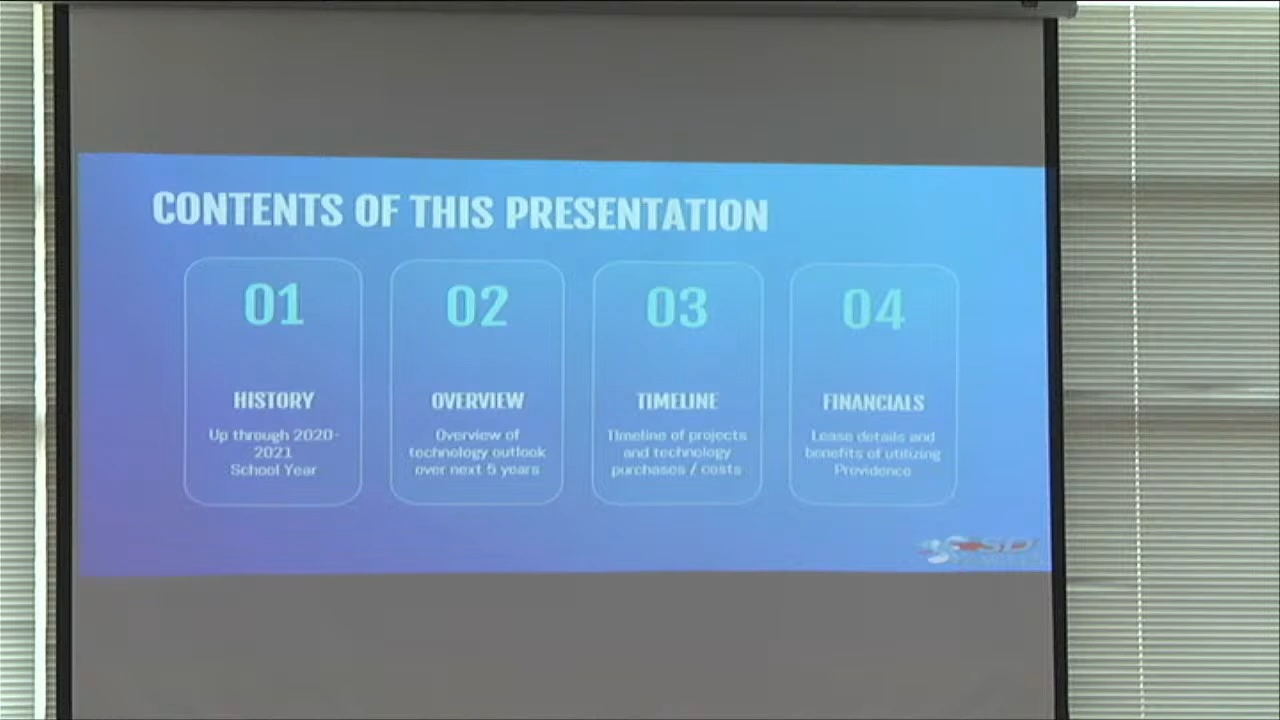 CONTENTS OF THIS PRESENTATION
01
HISTORY
Up through 2020-
2021
School Year
02
OVERVIEW
Overview of
technology outlook
over next 5 years
03
TIMELINE
Timeline of projects
and technology
purchases / costs
04
FINANCIALS
Lease details and
benefits of utilizing
Providence
SDI